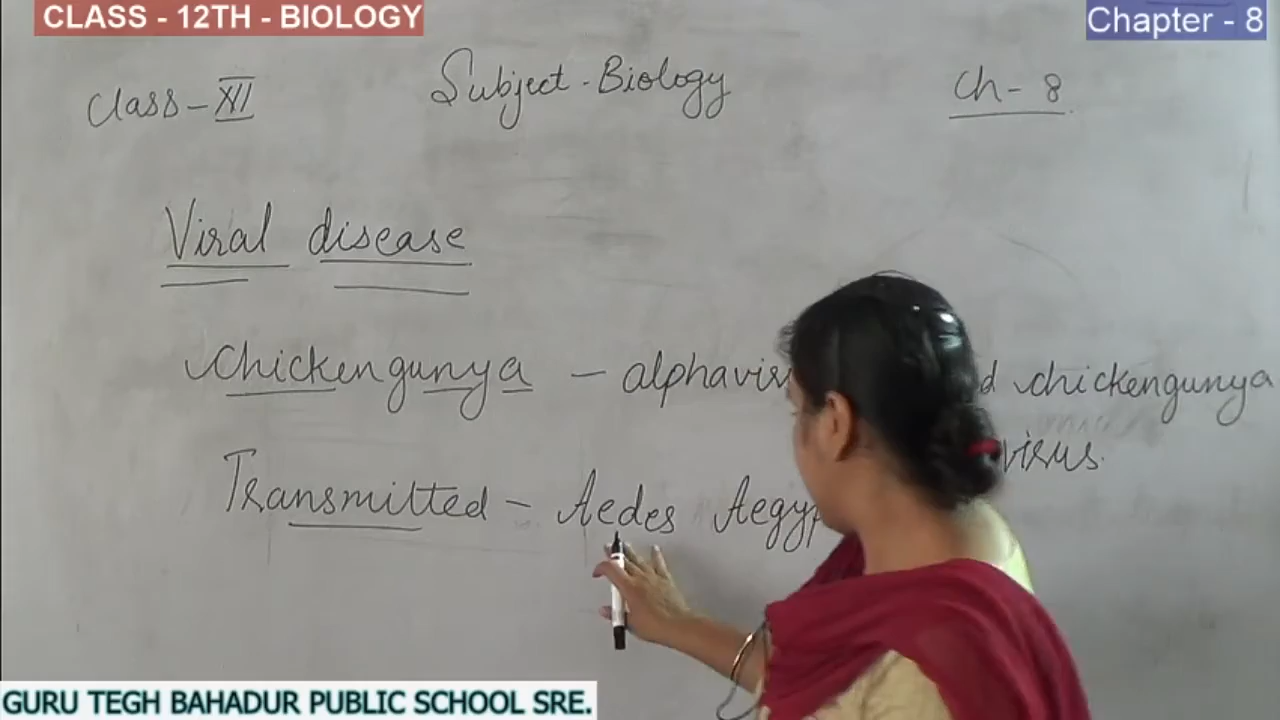 CLASS - 12TH - BIOLOGY
Chapter - 8
Class - XII
Subject - Biology
Ch - 8
Viral disease
Chickengunya - alphavir d chickengunya
virus.
Transmitted - Aedes Aegyp
GURU TEGH BAHADUR PUBLIC SCHOOL SRE.